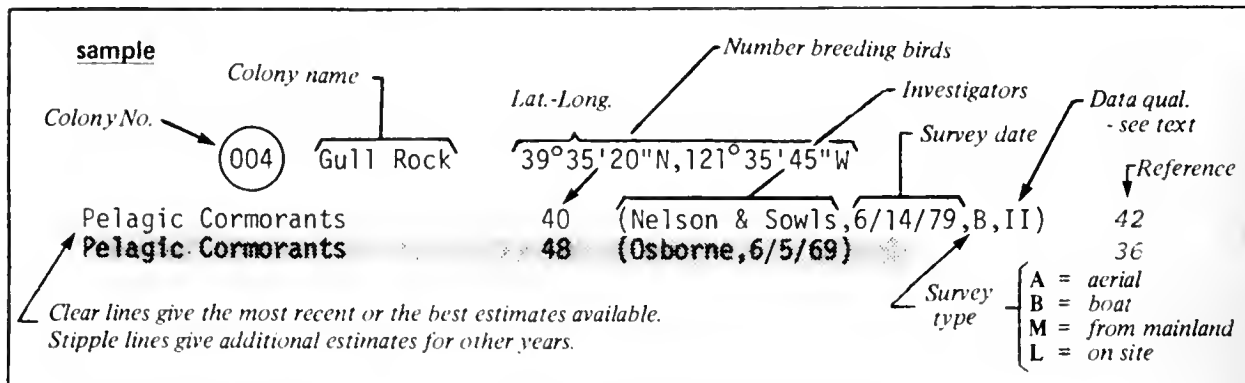 sample
Number breeding birds
Colony name
Investigators
Lat.-Long.
Data qual.
- see text
Colony No.
Survey date
004 Gull Rock 39°35'20"N,121°35'45"W
Reference
Pelagic Cormorants 40 (Nelson & Sowls,6/14/79,B,II) 42
Pelagic Cormorants 48 (Osborne,6/5/69) 36
Survey type
A = aerial
B = boat
M = from mainland
L = on site
Clear lines give the most recent or the best estimates available.
Stipple lines give additional estimates for other years.